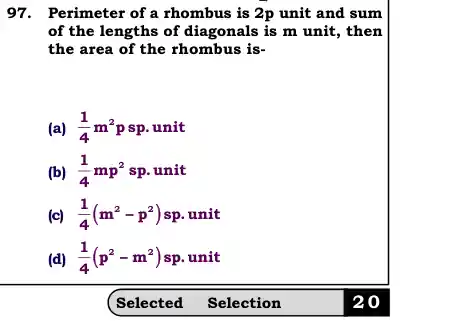 97. Perimeter of a rhombus is 2p unit and sum
of the lengths of diagonals is m unit, then
the area of the rhombus is-
(a) 1/4 m²p sp. unit
(b) 1/4 mp² sp. unit
(c) 1/4 (m² – p²) sp. unit
(d) 1/4 (p² – m²) sp. unit
Selected Selection 20